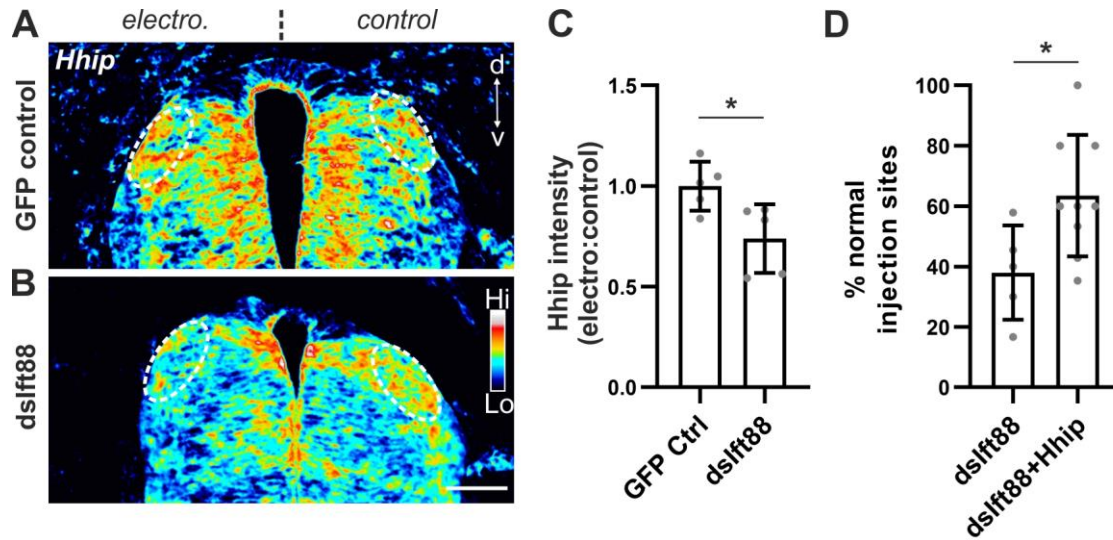 A electro. control
GFP control
Hhip
d
v
B
dsIft88
Hi
Lo
C
Hhip intensity
(electro:control)
1.5
1.0
0.5
0.0
*
GFP Ctrl
dsIft88
D
% normal
injection sites
100
80
60
40
20
0
*
dsIft88
dsIft88+Hhip